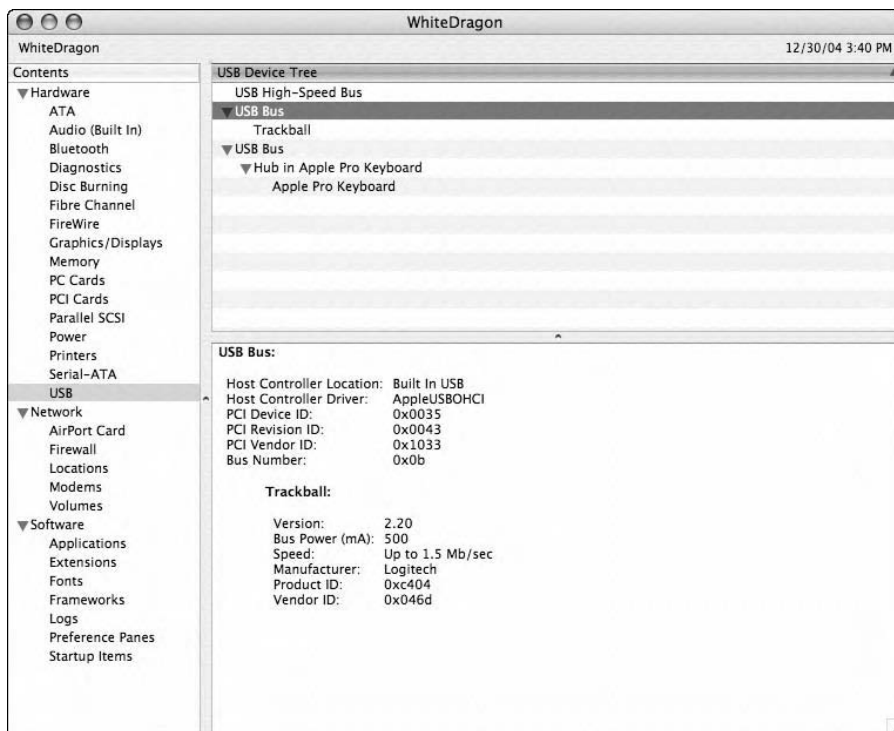 WhiteDragon
WhiteDragon
12/30/04 3:40 PM
Contents
Hardware
ATA
Audio (Built In)
Bluetooth
Diagnostics
Disc Burning
Fibre Channel
FireWire
Graphics/Displays
Memory
PC Cards
PCI Cards
Parallel SCSI
Power
Printers
Serial-ATA
USB
Network
AirPort Card
Firewall
Locations
Modems
Volumes
Software
Applications
Extensions
Fonts
Frameworks
Logs
Preference Panes
Startup Items
USB Device Tree
USB High-Speed Bus
USB Bus
Trackball
USB Bus
Hub in Apple Pro Keyboard
Apple Pro Keyboard
USB Bus:
Host Controller Location: Built In USB
Host Controller Driver: AppleUSBOHCI
PCI Device ID: 0x0035
PCI Revision ID: 0x0043
PCI Vendor ID: 0x1033
Bus Number: 0x0b
Trackball:
Version: 2.20
Bus Power (mA): 500
Speed: Up to 1.5 Mb/sec
Manufacturer: Logitech
Product ID: 0xc404
Vendor ID: 0x046d